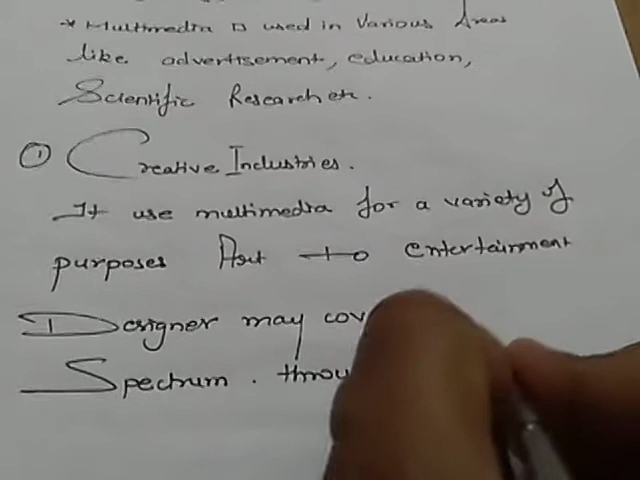 * Multimedia is used in Various Areas
like advertisement, education,
Scientific Research etc.
① Creative Industries.
It use multimedia for a variety of
purposes to entertainment
Designer may cov
Spectrum. throu